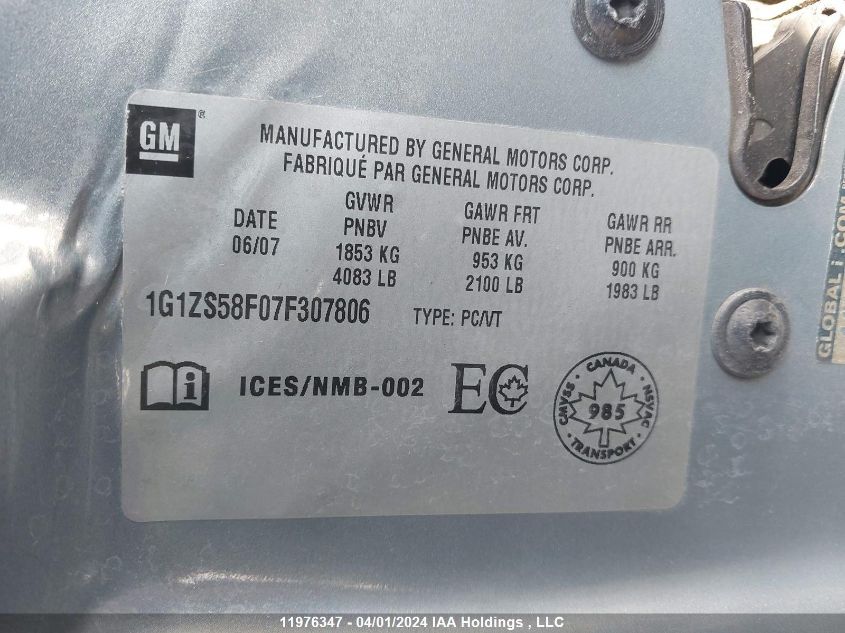 GM ®
MANUFACTURED BY GENERAL MOTORS CORP.
FABRIQUÉ PAR GENERAL MOTORS CORP.
DATE
06/07
GVWR
PNBV
1853 KG
4083 LB
GAWR FRT
PNBE AV.
953 KG
2100 LB
GAWR RR
PNBE ARR.
900 KG
1983 LB
1G1ZS58F07F307806
TYPE: PC/VT
i
ICES/NMB-002
EC
CANADA
CMVSS
985
NSVAC
TRANSPORT
GLOBAL i .COM
11976347 - 04/01/2024 IAA Holdings , LLC